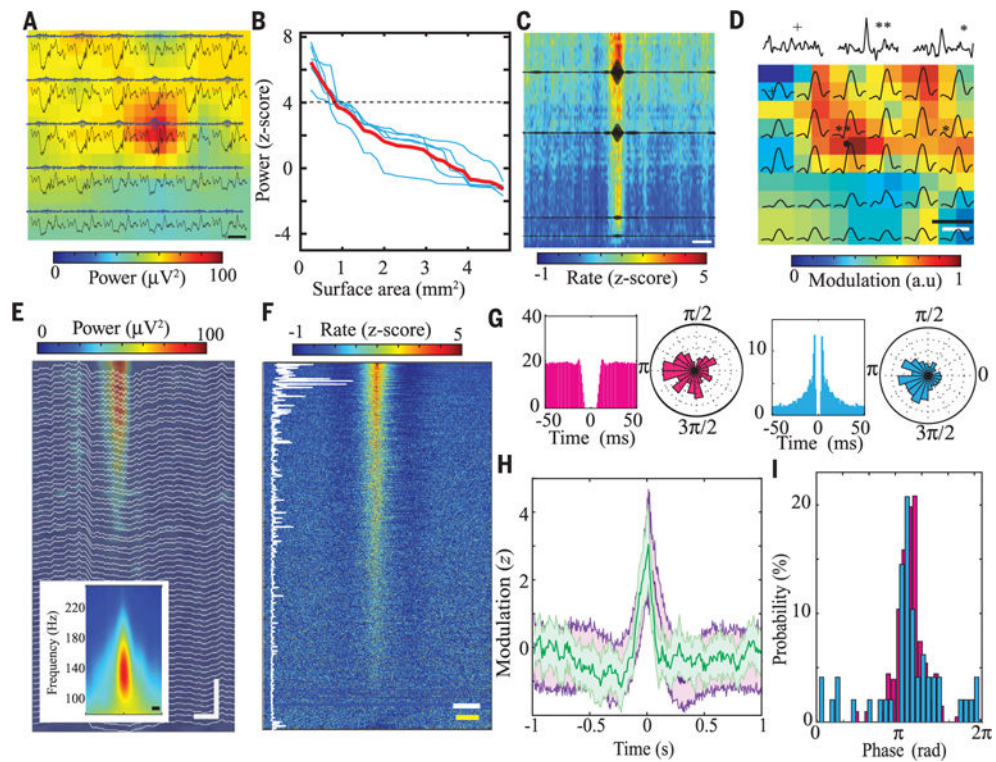 A
0
Power (μV²)
100
B
8
4
0
-4
Power (z-score)
0
1
2
3
4
5
Surface area (mm²)
C
-1
Rate (z-score)
5
D
+
**
*
**
*
0
Modulation (a.u)
1
E
0
Power (μV²)
100
Frequency (Hz)
220
180
140
100
F
-1
Rate (z-score)
5
G
40
20
0
-50
0
50
Time (ms)
π/2
π
3π/2
10
5
0
-50
0
50
Time (ms)
π/2
π
0
3π/2
H
4
2
0
Modulation (z)
-1
-0.5
0
0.5
1
Time (s)
I
20
10
0
Probability (%)
0
π
2π
Phase (rad)